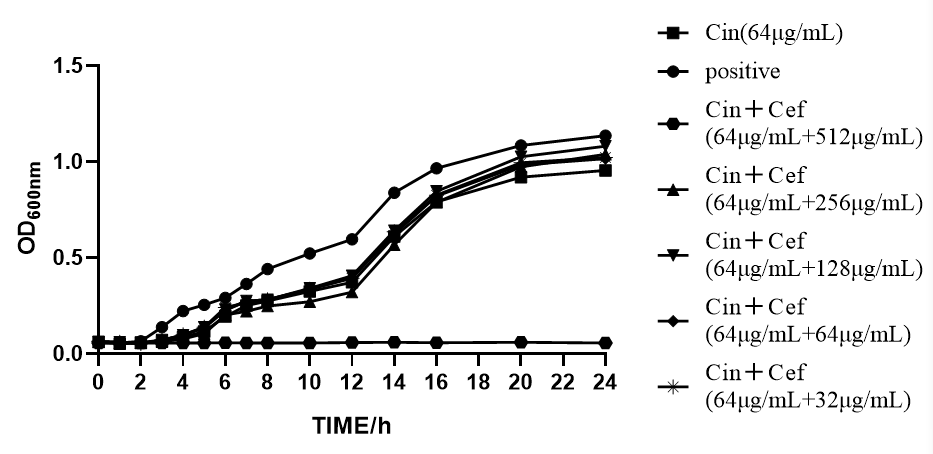 Cin(64μg/mL)
positive
Cin+Cef
(64μg/mL+512μg/mL)
Cin+Cef
(64μg/mL+256μg/mL)
Cin+Cef
(64μg/mL+128μg/mL)
Cin+Cef
(64μg/mL+64μg/mL)
Cin+Cef
(64μg/mL+32μg/mL)
1.5
1.0
0.5
0.0
OD600nm
0 2 4 6 8 10 12 14 16 18 20 22 24
TIME/h